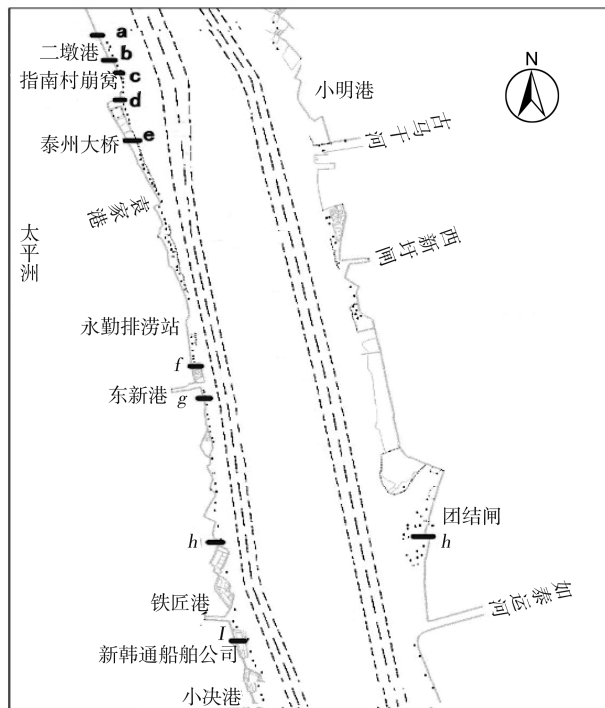 a
二墩港
b
指南村崩窝
c
d
泰州大桥
e
袁家港
太平洲
永勤排涝站
f
东新港
g
h
铁匠港
I
新韩通船舶公司
小决港
小明港
N
古马干河
西新圩闸
团结闸
h
如泰运河